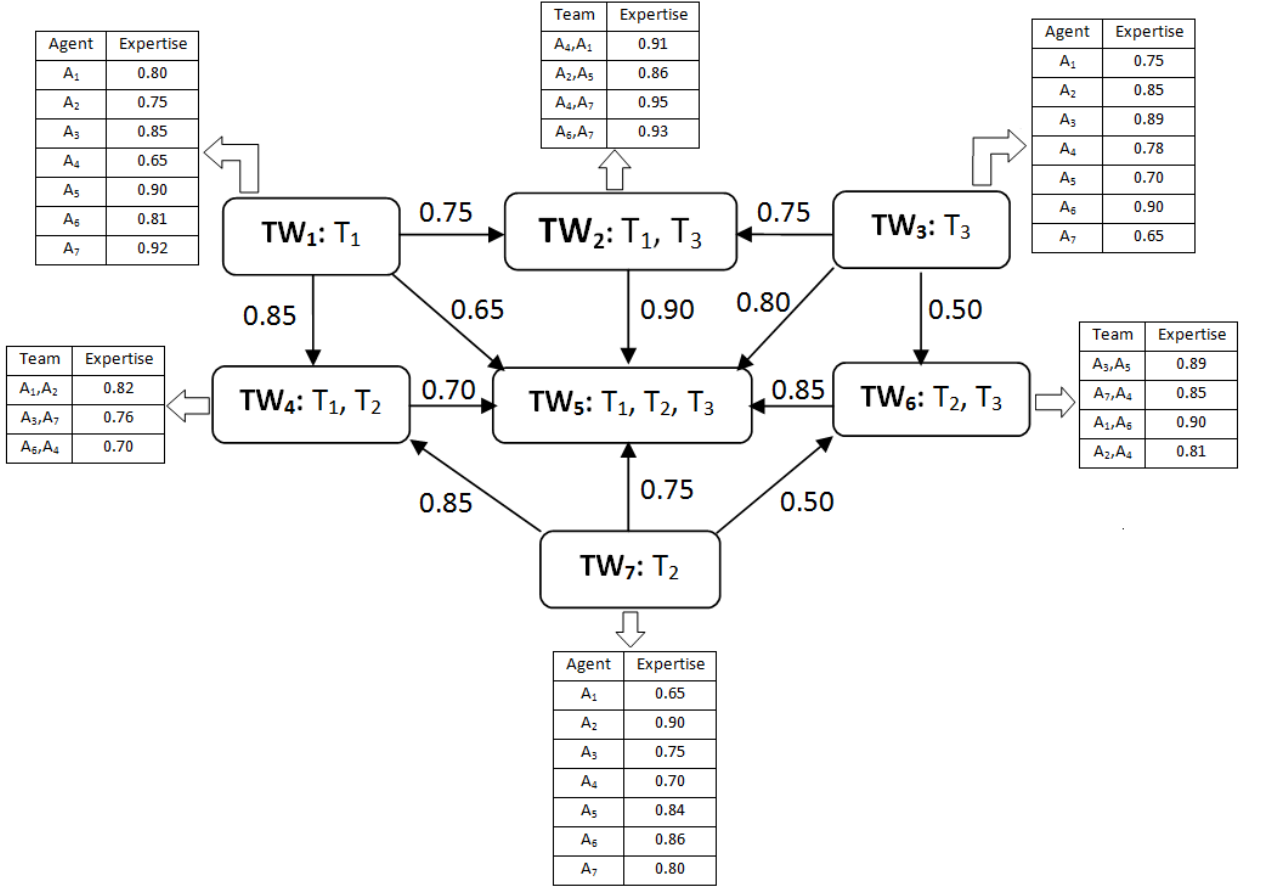 Team Expertise
A₄,A₁ 0.91
A₂,A₅ 0.86
A₄,A₇ 0.95
A₆,A₇ 0.93
Agent Expertise
A₁ 0.80
A₂ 0.75
A₃ 0.85
A₄ 0.65
A₅ 0.90
A₆ 0.81
A₇ 0.92
Agent Expertise
A₁ 0.75
A₂ 0.85
A₃ 0.89
A₄ 0.78
A₅ 0.70
A₆ 0.90
A₇ 0.65
TW₁: T₁
0.75
TW₂: T₁, T₃
0.75
TW₃: T₃
0.85
0.65
0.90
0.80
0.50
Team Expertise
A₁,A₂ 0.82
A₃,A₇ 0.76
A₆,A₄ 0.70
TW₄: T₁, T₂
0.70
TW₅: T₁, T₂, T₃
0.85
TW₆: T₂, T₃
Team Expertise
A₃,A₅ 0.89
A₇,A₄ 0.85
A₁,A₆ 0.90
A₂,A₄ 0.81
0.85
0.75
0.50
TW₇: T₂
Agent Expertise
A₁ 0.65
A₂ 0.90
A₃ 0.75
A₄ 0.70
A₅ 0.84
A₆ 0.86
A₇ 0.80